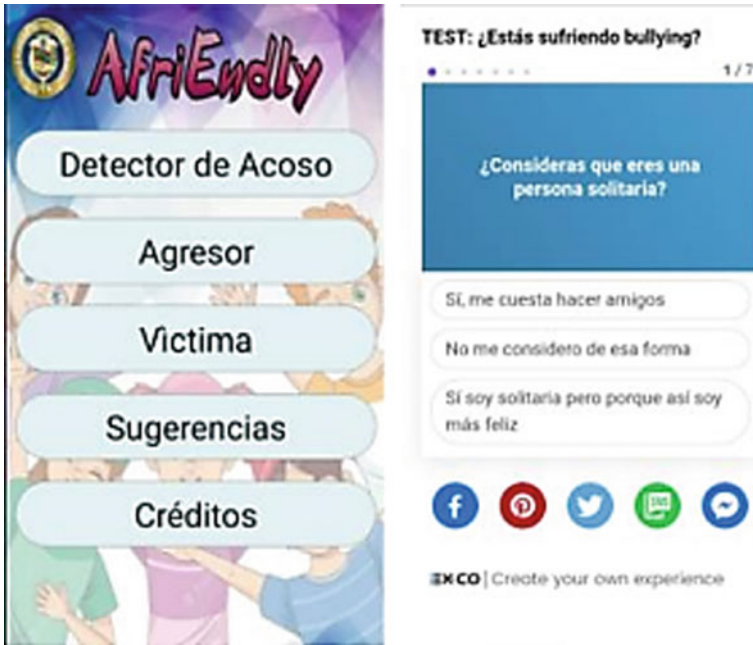 AfriEndly
Detector de Acoso
Agresor
Victima
Sugerencias
Créditos
TEST: ¿Estás sufriendo bullying?
1 / 7
¿Consideras que eres una
persona solitaria?
Sí, me cuesta hacer amigos
No me considero de esa forma
Sí soy solitaria pero porque así soy
más feliz
EX CO | Create your own experience